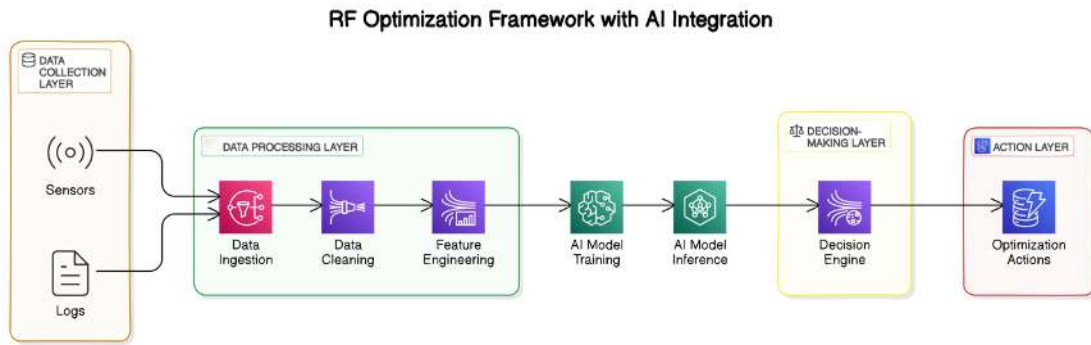 RF Optimization Framework with AI Integration
DATA
COLLECTION
LAYER
Sensors
Logs
DATA PROCESSING LAYER
Data
Ingestion
Data
Cleaning
Feature
Engineering
AI Model
Training
AI Model
Inference
DECISION-
MAKING LAYER
Decision
Engine
ACTION LAYER
Optimization
Actions